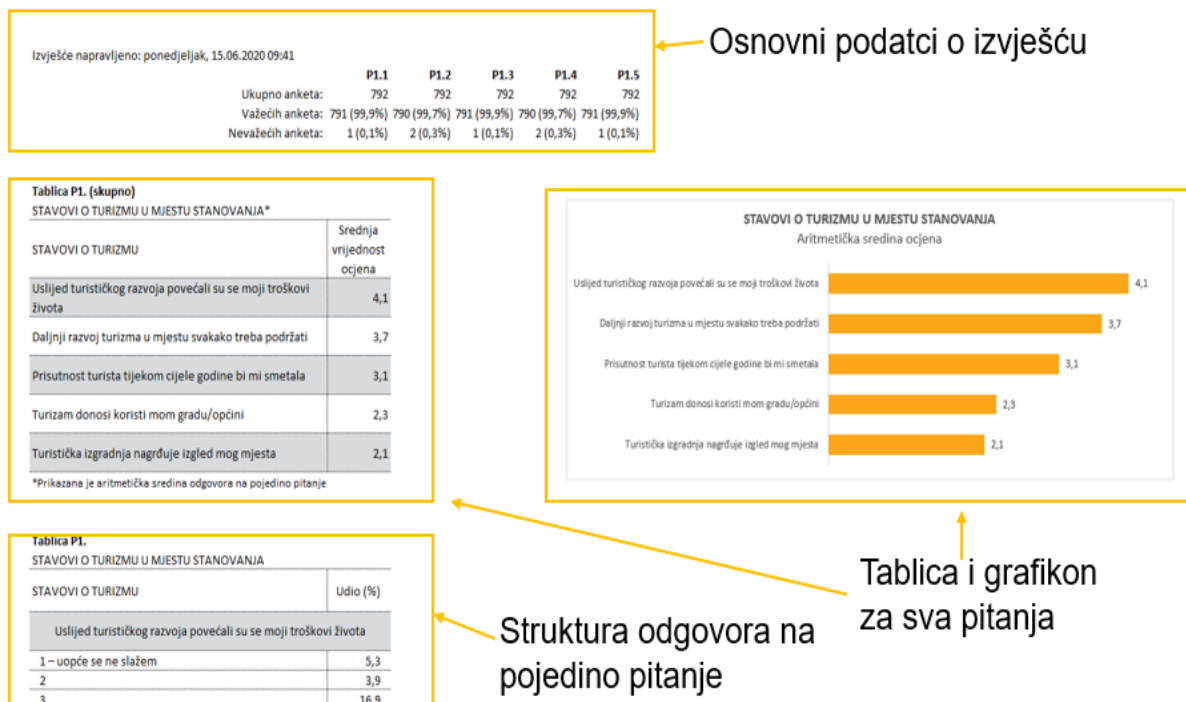 Osnovni podatci o izvješću
Izvješće napravljeno: ponedjeljak, 15.06.2020 09:41
P1.1 P1.2 P1.3 P1.4 P1.5
Ukupno anketa: 792 792 792 792 792
Važećih anketa: 791 (99,9%) 790 (99,7%) 791 (99,9%) 790 (99,7%) 791 (99,9%)
Nevažećih anketa: 1 (0,1%) 2 (0,3%) 1 (0,1%) 2 (0,3%) 1 (0,1%)
Tablica P1. (skupno)
STAVOVI O TURIZMU U MJESTU STANOVANJA*
STAVOVI O TURIZMU
Srednja
vrijednost
ocjena
Uslijed turističkog razvoja povećali su se moji troškovi
života 4,1
Daljnji razvoj turizma u mjestu svakako treba podržati 3,7
Prisutnost turista tijekom cijele godine bi mi smetala 3,1
Turizam donosi koristi mom gradu/općini 2,3
Turistička izgradnja nagrđuje izgled mog mjesta 2,1
*Prikazana je aritmetička sredina odgovora na pojedino pitanje
STAVOVI O TURIZMU U MJESTU STANOVANJA
Aritmetička sredina ocjena
Uslijed turističkog razvoja povećali su se moji troškovi života 4,1
Daljnji razvoj turizma u mjestu svakako treba podržati 3,7
Prisutnost turista tijekom cijele godine bi mi smetala 3,1
Turizam donosi koristi mom gradu/općini 2,3
Turistička izgradnja nagrđuje izgled mog mjesta 2,1
Tablica i grafikon
za sva pitanja
Tablica P1.
STAVOVI O TURIZMU U MJESTU STANOVANJA
STAVOVI O TURIZMU Udio (%)
Uslijed turističkog razvoja povećali su se moji troškovi života
1 – uopće se ne slažem 5,3
2 3,9
3 16,9
Struktura odgovora na
pojedino pitanje